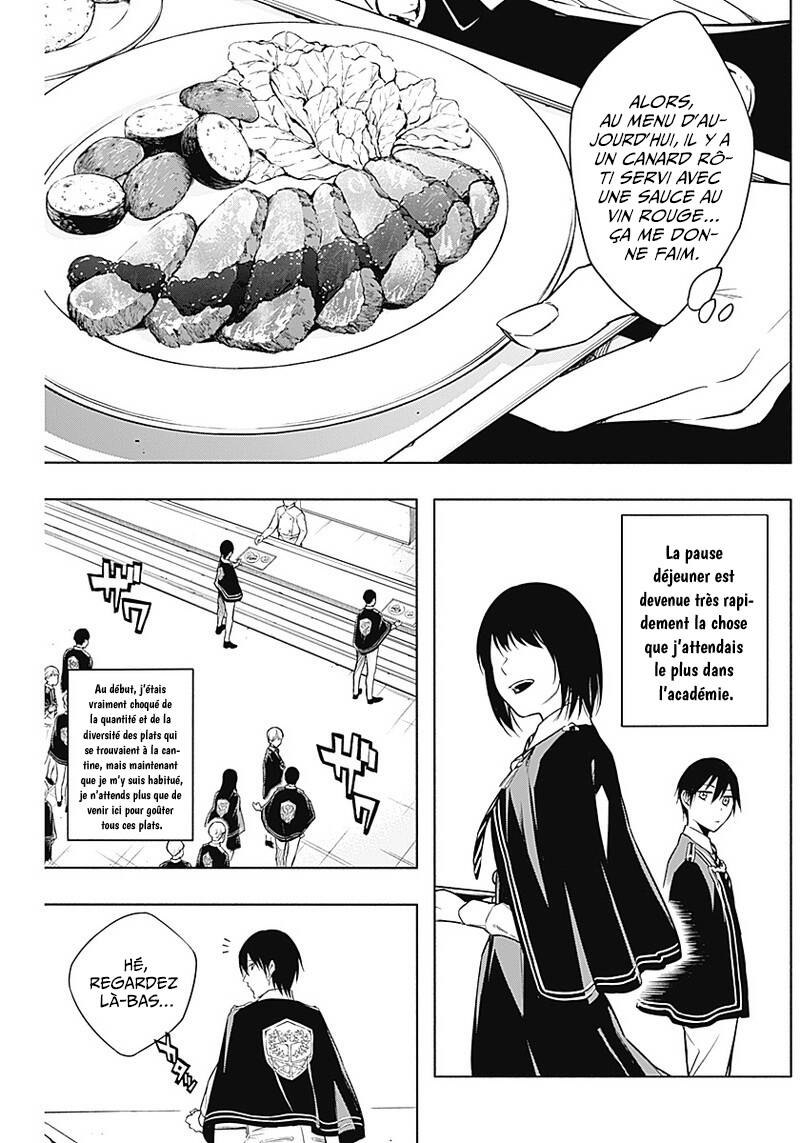 ALORS,
AU MENU D'AU-
JOURD'HUI, IL Y A
UN CANARD RÔ-
TI SERVI AVEC
UNE SAUCE AU
VIN ROUGE...
ÇA ME DON-
NE FAIM.
La pause
déjeuner est
devenue très rapi-
dement la chose
que j'attendais
le plus dans
l'académie.
ザワ
ザワ
Au début, j'étais
vraiment choqué de
la quantité et de la
diversité des plats qui
se trouvaient à la can-
tine, mais maintenant
que je m'y suis habitué,
je n'attends plus que de
venir ici pour goûter
tous ces plats.
HÉ,
REGARDEZ
LÀ-BAS...